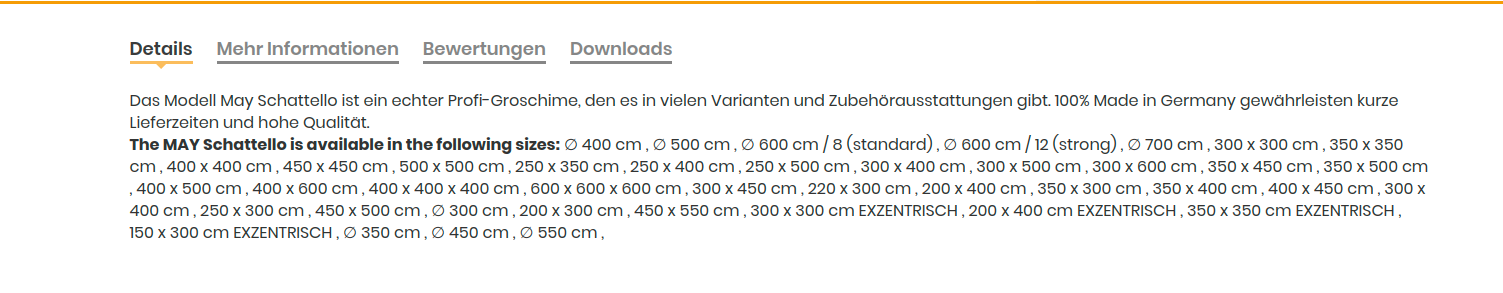 Details Mehr Informationen Bewertungen Downloads
Das Modell May Schattello ist ein echter Profi-Groschime, den es in vielen Varianten und Zubehörausstattungen gibt. 100% Made in Germany gewährleisten kurze
Lieferzeiten und hohe Qualität.
The MAY Schattello is available in the following sizes: ∅ 400 cm , ∅ 500 cm , ∅ 600 cm / 8 (standard) , ∅ 600 cm / 12 (strong) , ∅ 700 cm , 300 x 300 cm , 350 x 350
cm , 400 x 400 cm , 450 x 450 cm , 500 x 500 cm , 250 x 350 cm , 250 x 400 cm , 250 x 500 cm , 300 x 400 cm , 300 x 500 cm , 300 x 600 cm , 350 x 450 cm , 350 x 500 cm
, 400 x 500 cm , 400 x 600 cm , 400 x 400 x 400 cm , 600 x 600 x 600 cm , 300 x 450 cm , 220 x 300 cm , 200 x 400 cm , 350 x 300 cm , 350 x 400 cm , 400 x 450 cm , 300 x
400 cm , 250 x 300 cm , 450 x 500 cm , ∅ 300 cm , 200 x 300 cm , 450 x 550 cm , 300 x 300 cm EXZENTRISCH , 200 x 400 cm EXZENTRISCH , 350 x 350 cm EXZENTRISCH ,
150 x 300 cm EXZENTRISCH , ∅ 350 cm , ∅ 450 cm , ∅ 550 cm ,